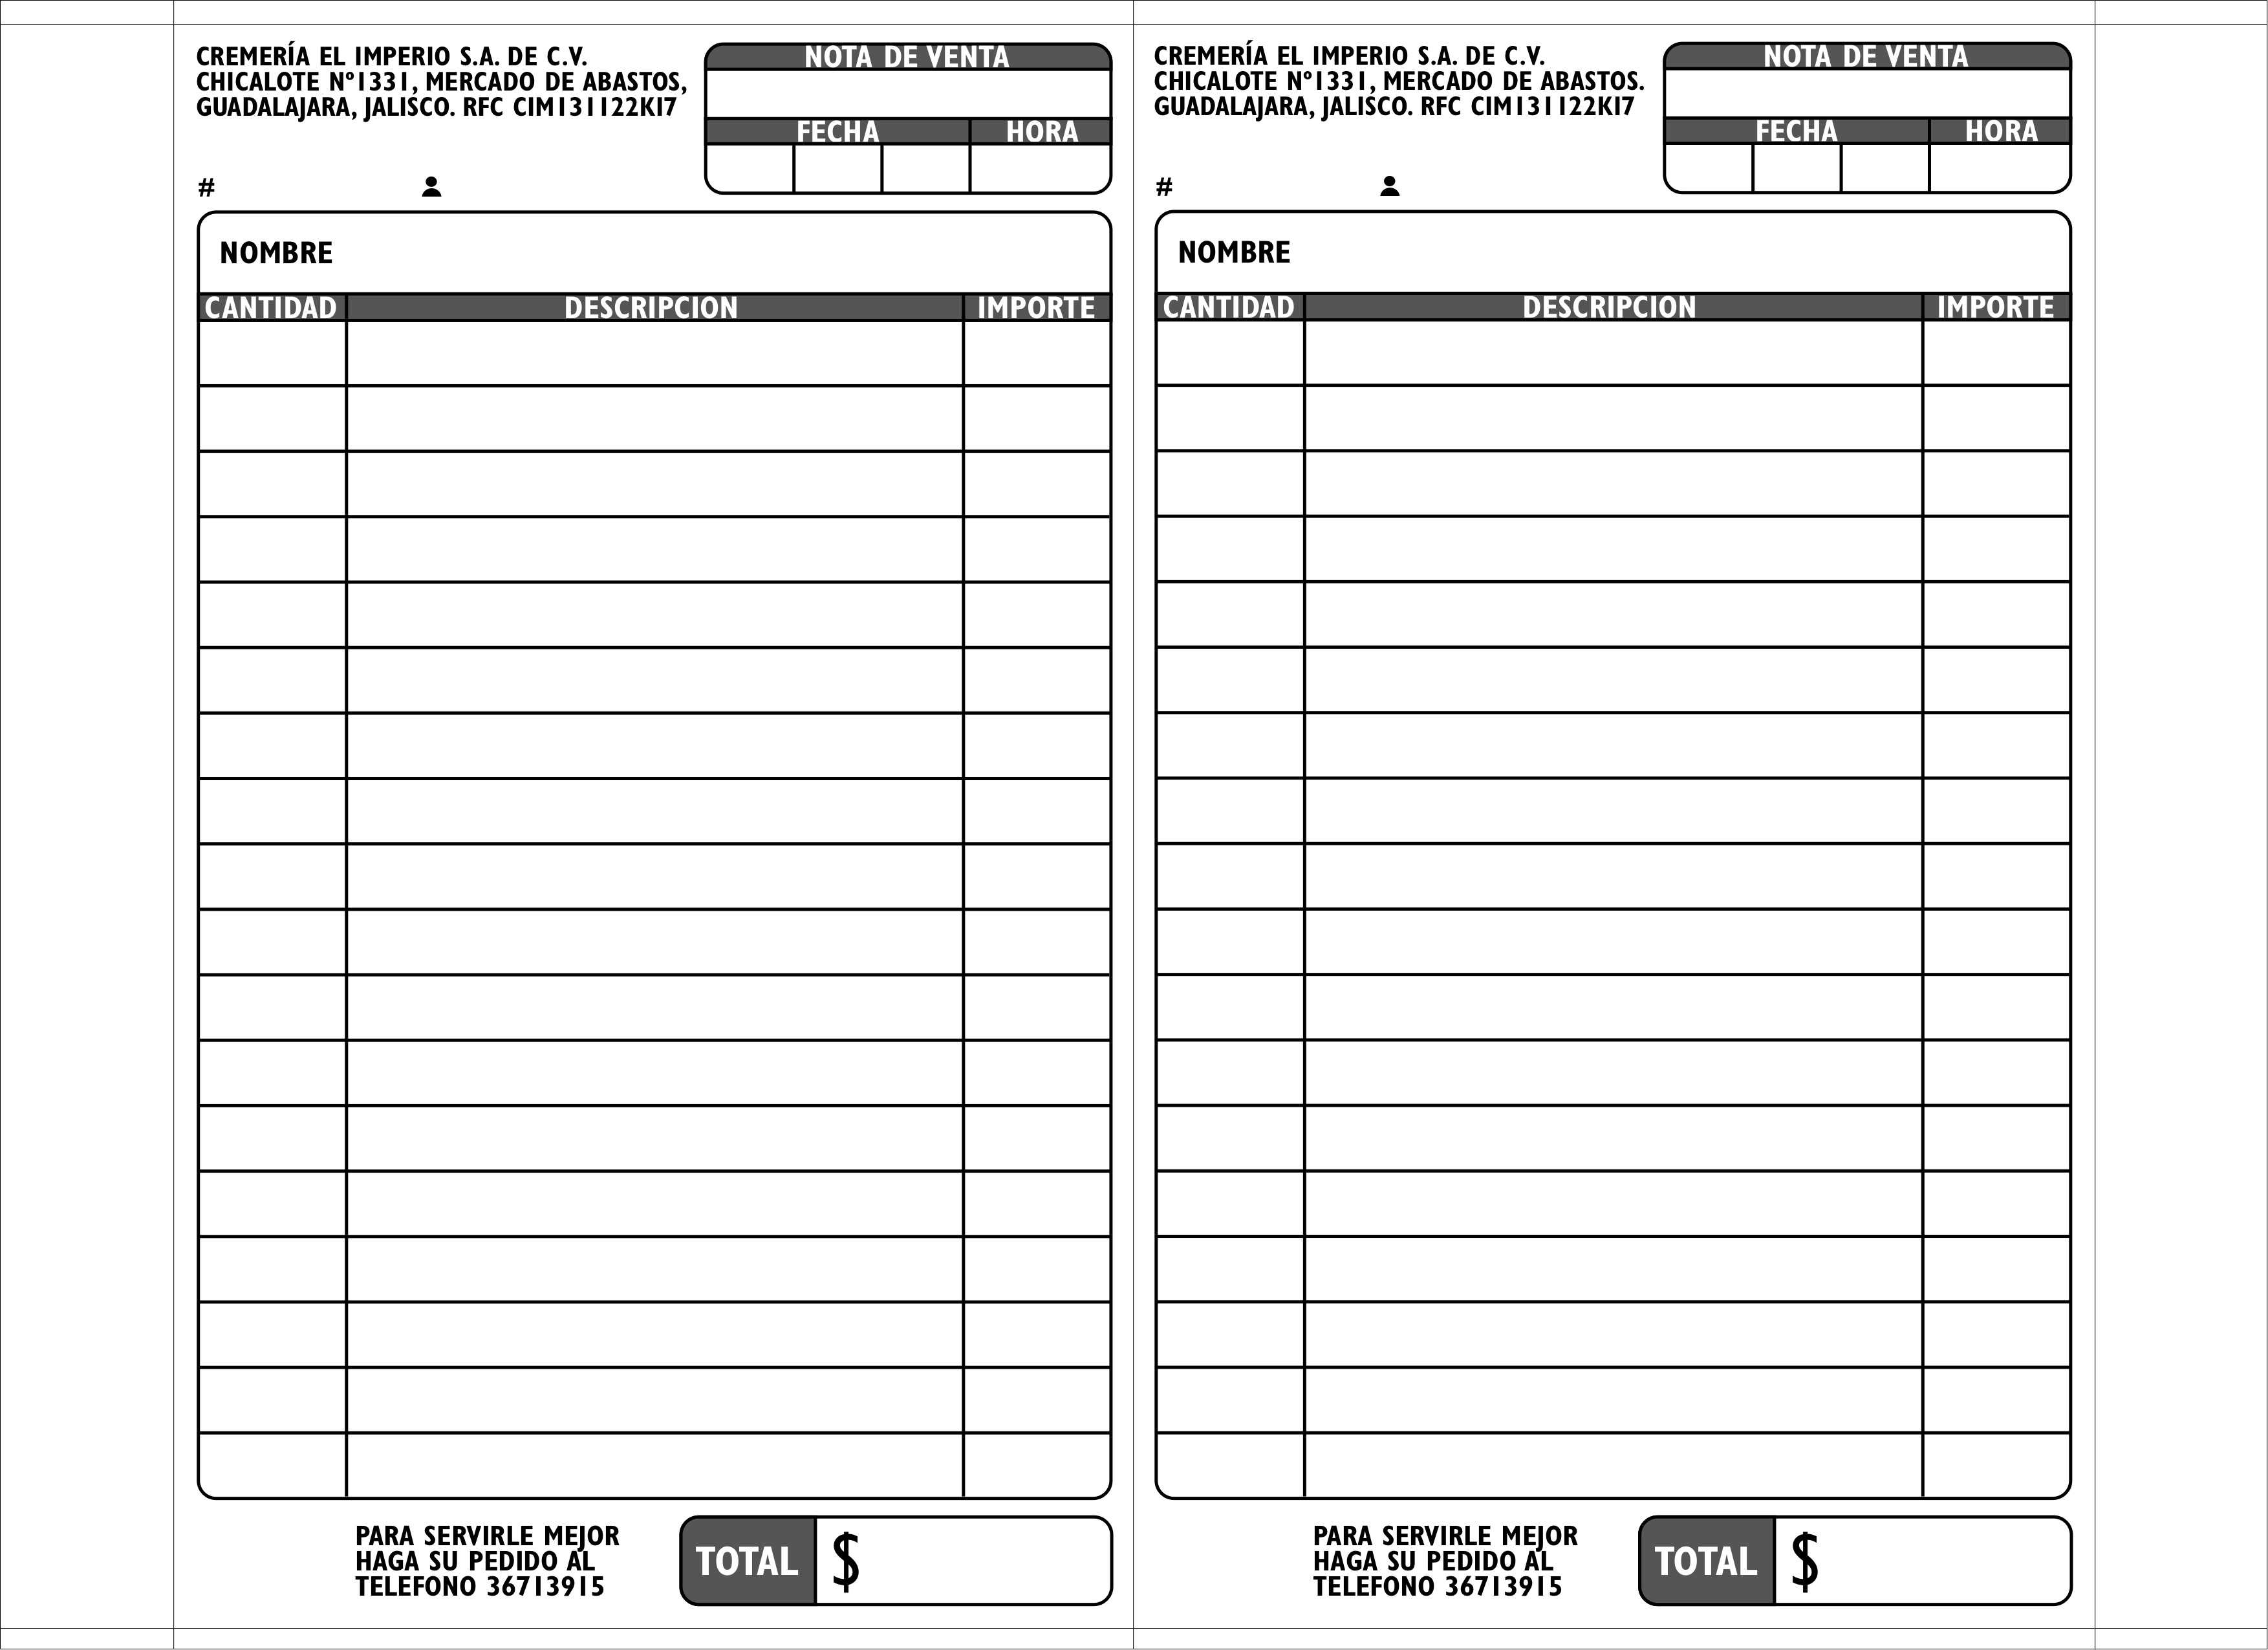 CREMERÍA EL IMPERIO S.A. DE C.V.
CHICALOTE Nº1331, MERCADO DE ABASTOS,
GUADALAJARA, JALISCO. RFC CIM131122KI7
NOTA DE VENTA
FECHA HORA
#
NOMBRE
CANTIDAD DESCRIPCION IMPORTE
PARA SERVIRLE MEJOR
HAGA SU PEDIDO AL
TELEFONO 36713915
TOTAL $
CREMERÍA EL IMPERIO S.A. DE C.V.
CHICALOTE Nº1331, MERCADO DE ABASTOS.
GUADALAJARA, JALISCO. RFC CIM131122KI7
NOTA DE VENTA
FECHA HORA
#
NOMBRE
CANTIDAD DESCRIPCION IMPORTE
PARA SERVIRLE MEJOR
HAGA SU PEDIDO AL
TELEFONO 36713915
TOTAL $